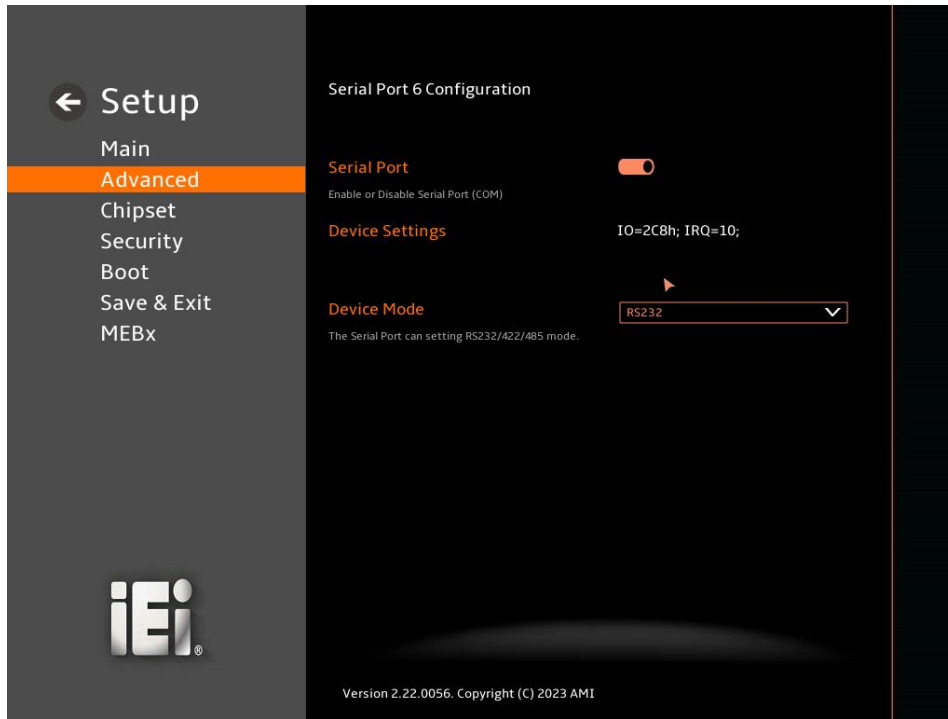 Setup
Main
Advanced
Chipset
Security
Boot
Save & Exit
MEBx
Serial Port 6 Configuration
Serial Port
Enable or Disable Serial Port (COM)
Device Settings IO=2C8h; IRQ=10;
Device Mode RS232
The Serial Port can setting RS232/422/485 mode.
iEi®
Version 2.22.0056. Copyright (C) 2023 AMI